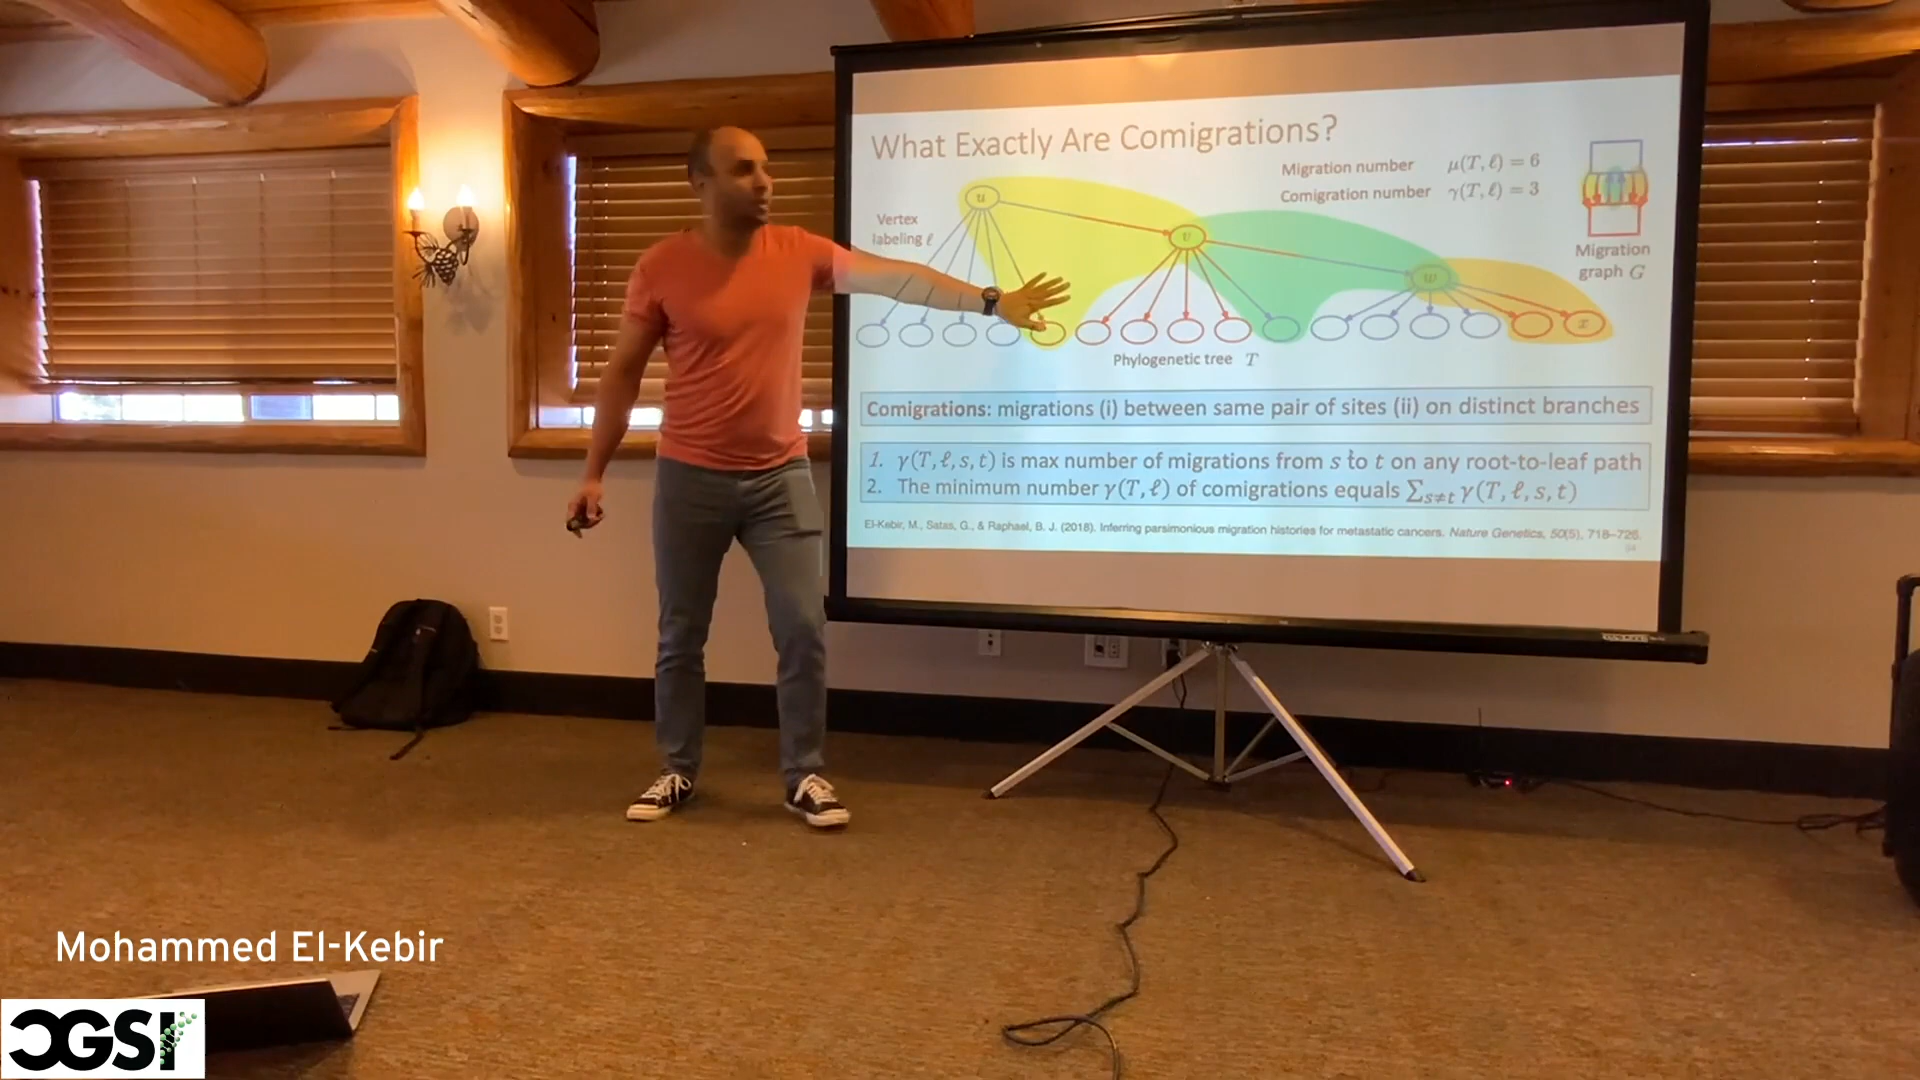 What Exactly Are Comigrations?
Migration number μ(T, ℓ) = 6
Comigration number γ(T, ℓ) = 3
Vertex
labeling ℓ
u
v
w
x
Migration
graph G
Phylogenetic tree T
Comigrations: migrations (i) between same pair of sites (ii) on distinct branches
1. γ(T, ℓ, s, t) is max number of migrations from s to t on any root-to-leaf path
2. The minimum number γ(T, ℓ) of comigrations equals ∑s≠t γ(T, ℓ, s, t)
El-Kebir, M., Satas, G., & Raphael, B. J. (2018). Inferring parsimonious migration histories for metastatic cancers. Nature Genetics, 50(5), 718–726.
Mohammed El-Kebir
CGSI